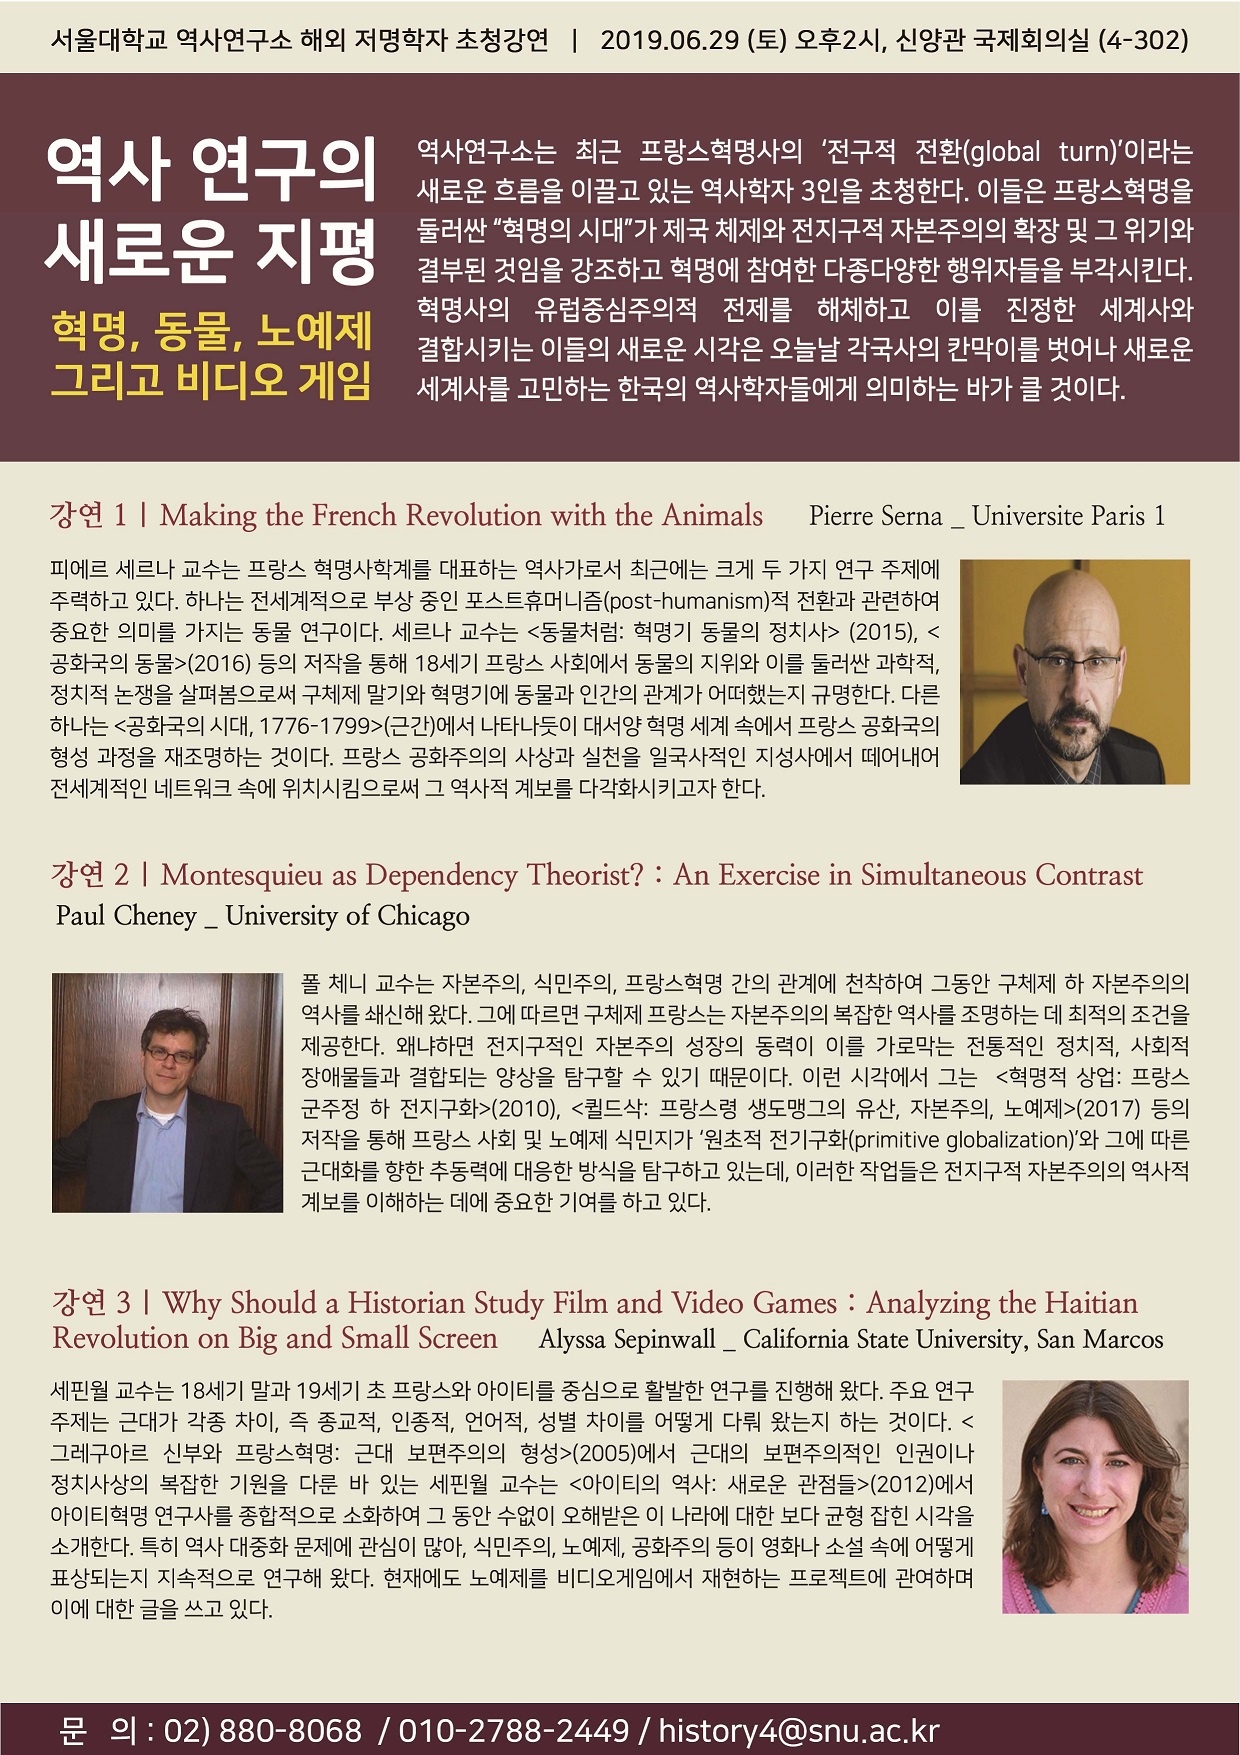 서울대학교 역사연구소 해외 저명학자 초청강연 | 2019.06.29 (토) 오후2시, 신양관 국제회의실 (4-302)
역사 연구의
새로운 지평
혁명, 동물, 노예제
그리고 비디오 게임
역사연구소는 최근 프랑스혁명사의 ‘전구적 전환(global turn)’이라는
새로운 흐름을 이끌고 있는 역사학자 3인을 초청한다. 이들은 프랑스혁명을
둘러싼 “혁명의 시대”가 제국 체제와 전지구적 자본주의의 확장 및 그 위기와
결부된 것임을 강조하고 혁명에 참여한 다종다양한 행위자들을 부각시킨다.
혁명사의 유럽중심주의적 전제를 해체하고 이를 진정한 세계사와
결합시키는 이들의 새로운 시각은 오늘날 각국사의 칸막이를 벗어나 새로운
세계사를 고민하는 한국의 역사학자들에게 의미하는 바가 클 것이다.
강연 1 | Making the French Revolution with the Animals Pierre Serna _ Universite Paris 1
피에르 세르나 교수는 프랑스 혁명사학계를 대표하는 역사가로서 최근에는 크게 두 가지 연구 주제에
주력하고 있다. 하나는 전세계적으로 부상 중인 포스트휴머니즘(post-humanism)적 전환과 관련하여
중요한 의미를 가지는 동물 연구이다. 세르나 교수는 <동물처럼: 혁명기 동물의 정치사> (2015), <
공화국의 동물>(2016) 등의 저작을 통해 18세기 프랑스 사회에서 동물의 지위와 이를 둘러싼 과학적,
정치적 논쟁을 살펴봄으로써 구체제 말기와 혁명기에 동물과 인간의 관계가 어떠했는지 규명한다. 다른
하나는 <공화국의 시대, 1776-1799>(근간)에서 나타나듯이 대서양 혁명 세계 속에서 프랑스 공화국의
형성 과정을 재조명하는 것이다. 프랑스 공화주의의 사상과 실천을 일국사적인 지성사에서 떼어내어
전세계적인 네트워크 속에 위치시킴으로써 그 역사적 계보를 다각화시키고자 한다.
강연 2 | Montesquieu as Dependency Theorist? : An Exercise in Simultaneous Contrast
Paul Cheney _ University of Chicago
폴 체니 교수는 자본주의, 식민주의, 프랑스혁명 간의 관계에 천착하여 그동안 구체제 하 자본주의의
역사를 쇄신해 왔다. 그에 따르면 구체제 프랑스는 자본주의의 복잡한 역사를 조명하는 데 최적의 조건을
제공한다. 왜냐하면 전지구적인 자본주의 성장의 동력이 이를 가로막는 전통적인 정치적, 사회적
장애물들과 결합되는 양상을 탐구할 수 있기 때문이다. 이런 시각에서 그는 <혁명적 상업: 프랑스
군주정 하 전지구화>(2010), <퀼드삭: 프랑스령 생도맹그의 유산, 자본주의, 노예제>(2017) 등의
저작을 통해 프랑스 사회 및 노예제 식민지가 ‘원초적 전기구화(primitive globalization)’와 그에 따른
근대화를 향한 추동력에 대응한 방식을 탐구하고 있는데, 이러한 작업들은 전지구적 자본주의의 역사적
계보를 이해하는 데에 중요한 기여를 하고 있다.
강연 3 | Why Should a Historian Study Film and Video Games : Analyzing the Haitian
Revolution on Big and Small Screen Alyssa Sepinwall _ California State University, San Marcos
세핀월 교수는 18세기 말과 19세기 초 프랑스와 아이티를 중심으로 활발한 연구를 진행해 왔다. 주요 연구
주제는 근대가 각종 차이, 즉 종교적, 인종적, 언어적, 성별 차이를 어떻게 다뤄 왔는지 하는 것이다. <
그레구아르 신부와 프랑스혁명: 근대 보편주의의 형성>(2005)에서 근대의 보편주의적인 인권이나
정치사상의 복잡한 기원을 다룬 바 있는 세핀월 교수는 <아이티의 역사: 새로운 관점들>(2012)에서
아이티혁명 연구사를 종합적으로 소화하여 그 동안 수없이 오해받은 이 나라에 대한 보다 균형 잡힌 시각을
소개한다. 특히 역사 대중화 문제에 관심이 많아, 식민주의, 노예제, 공화주의 등이 영화나 소설 속에 어떻게
표상되는지 지속적으로 연구해 왔다. 현재에도 노예제를 비디오게임에서 재현하는 프로젝트에 관여하며
이에 대한 글을 쓰고 있다.
문 의 : 02) 880-8068 / 010-2788-2449 / history4@snu.ac.kr